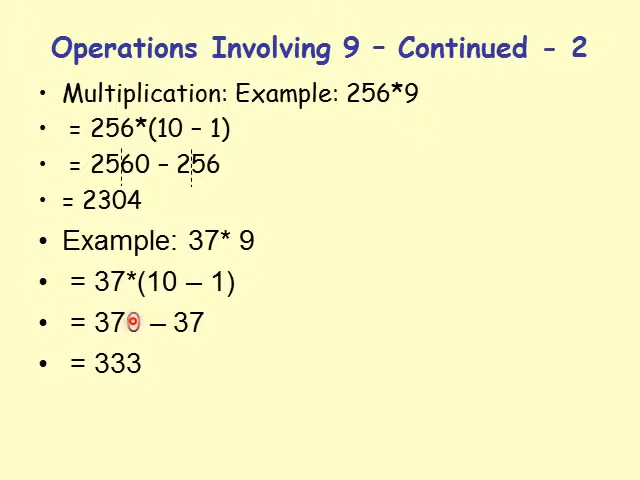 Operations Involving 9 – Continued - 2
• Multiplication: Example: 256*9
• = 256*(10 – 1)
• = 2560 – 256
• = 2304
• Example: 37* 9
• = 37*(10 – 1)
• = 370 – 37
• = 333